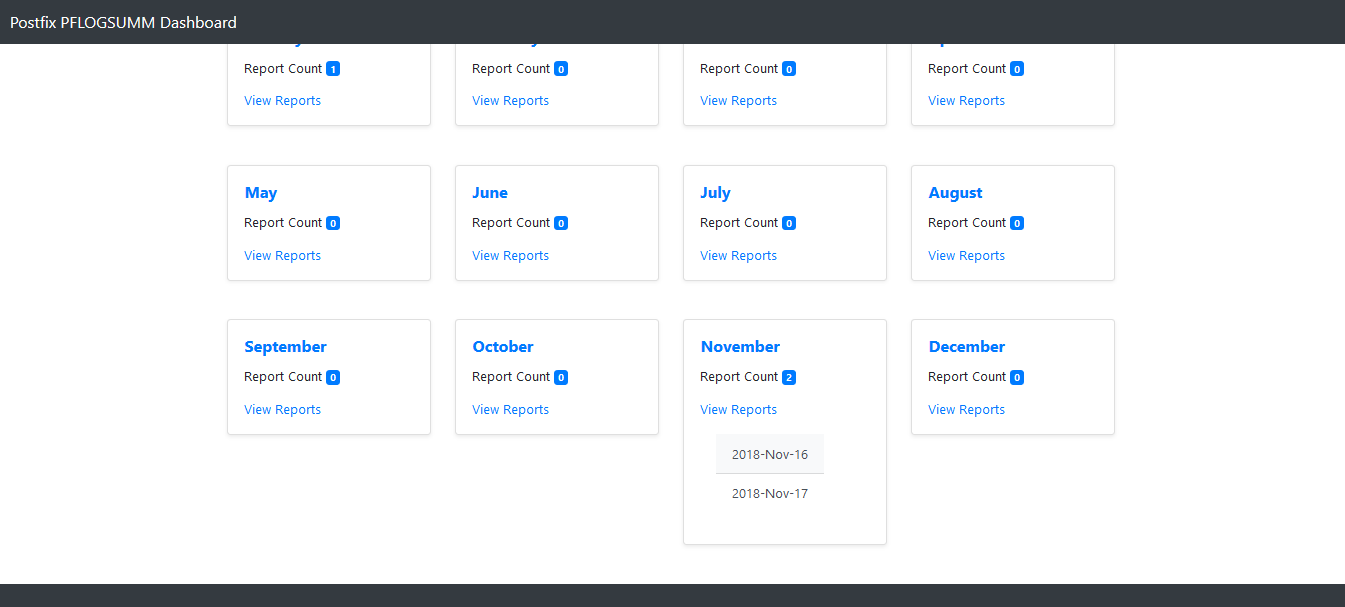 Postfix PFLOGSUMM Dashboard
Report Count 1
Report Count 0
Report Count 0
Report Count 0
View Reports
View Reports
View Reports
View Reports
May
June
July
August
Report Count 0
Report Count 0
Report Count 0
Report Count 0
View Reports
View Reports
View Reports
View Reports
September
October
November
December
Report Count 0
Report Count 0
Report Count 2
Report Count 0
View Reports
View Reports
View Reports
View Reports
2018-Nov-16
2018-Nov-17